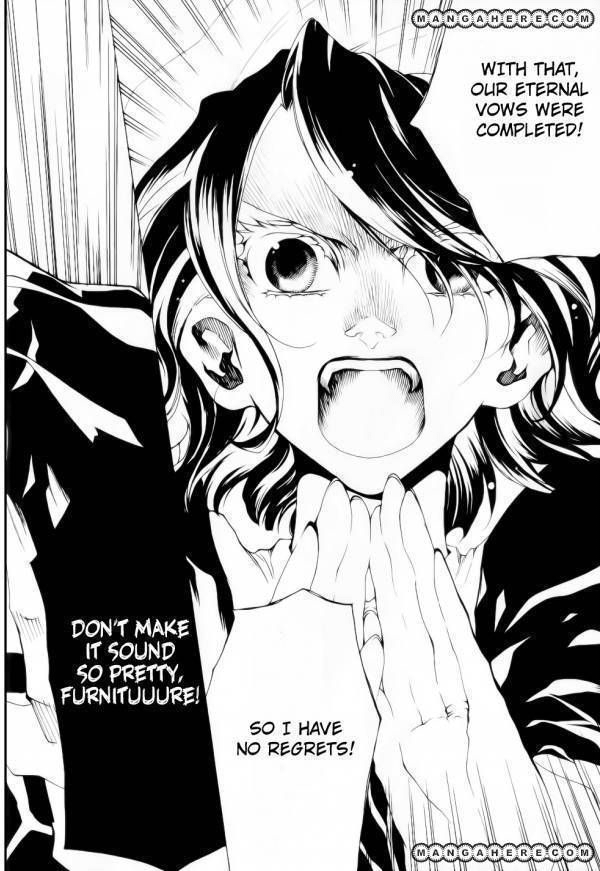 MANGAHERE.COM
WITH THAT,
OUR ETERNAL
VOWS WERE
COMPLETED!
SO I HAVE
NO REGRETS!
DON'T MAKE
IT SOUND
SO PRETTY,
FURNITUUURE!
MANGAHERE.COM